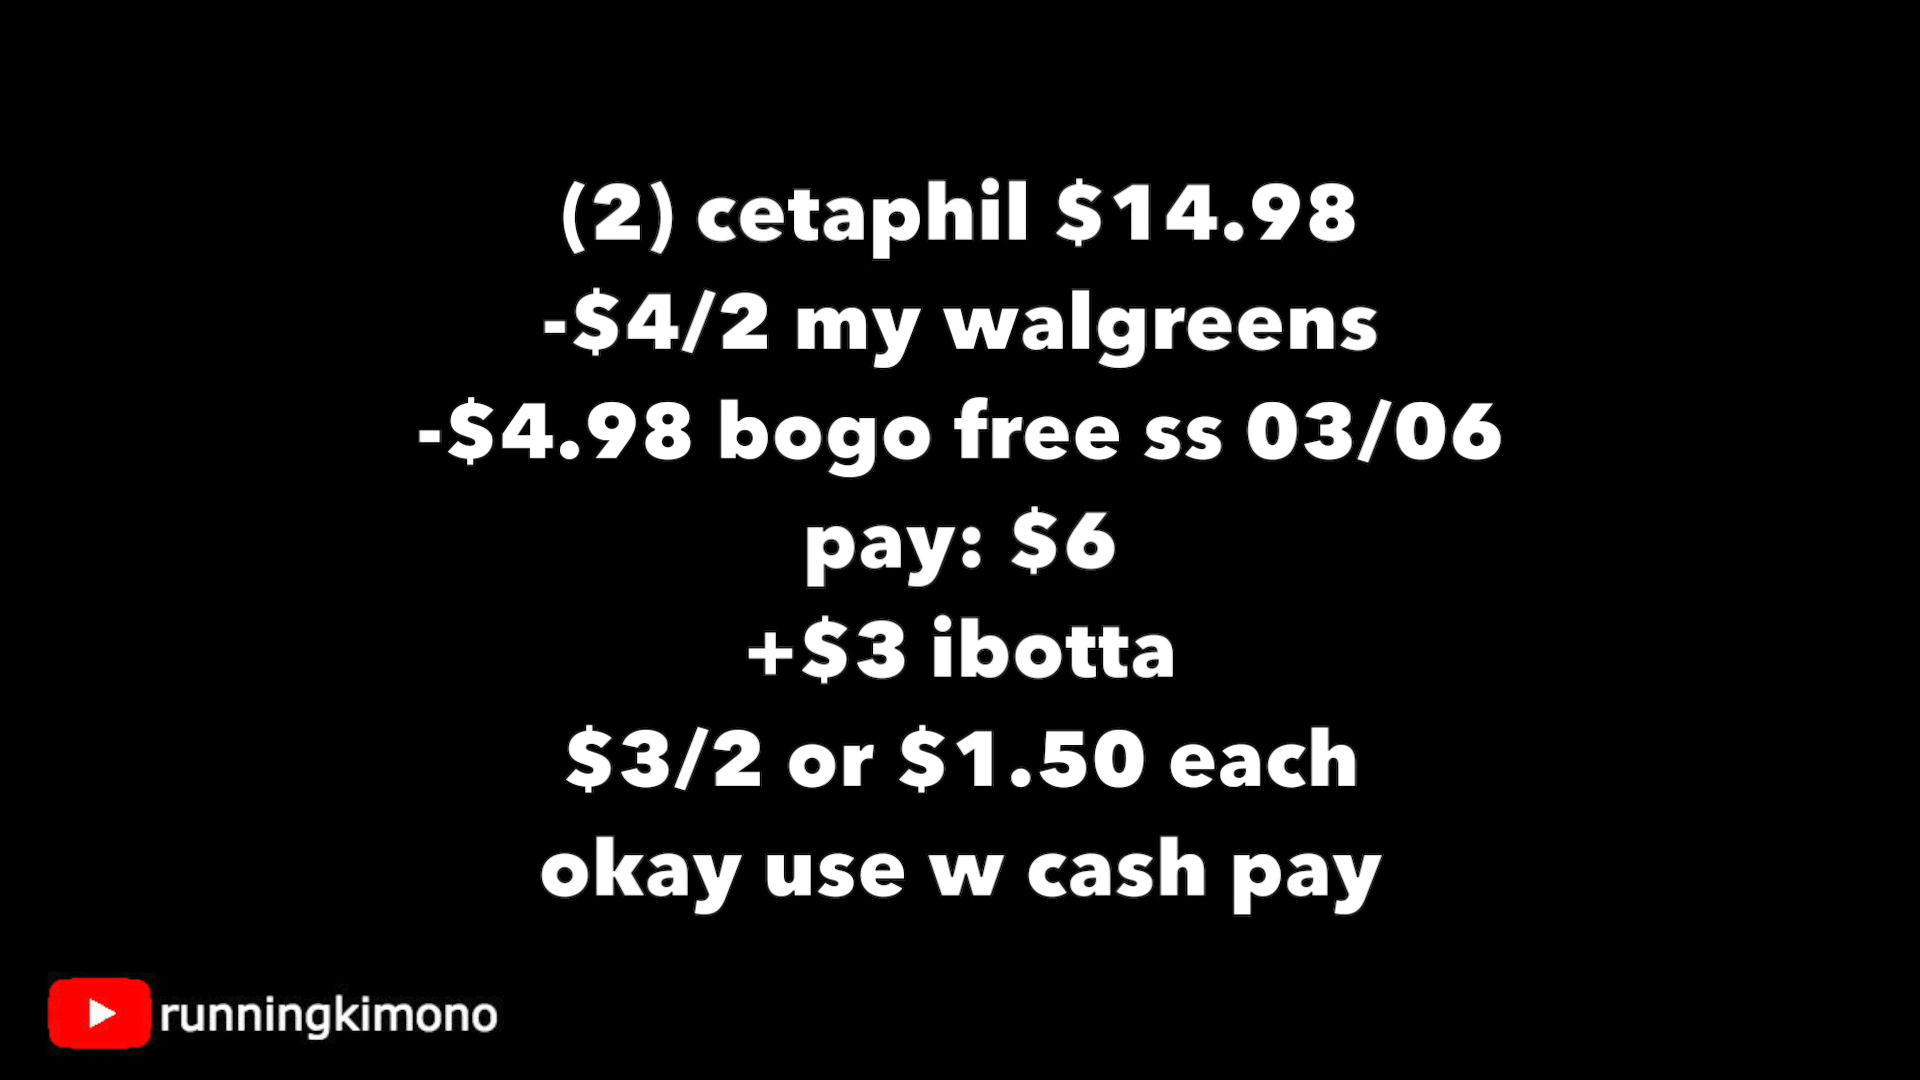 (2) cetaphil $14.98
-$4/2 my walgreens
-$4.98 bogo free ss 03/06
pay: $6
+$3 ibotta
$3/2 or $1.50 each
okay use w cash pay
runningkimono